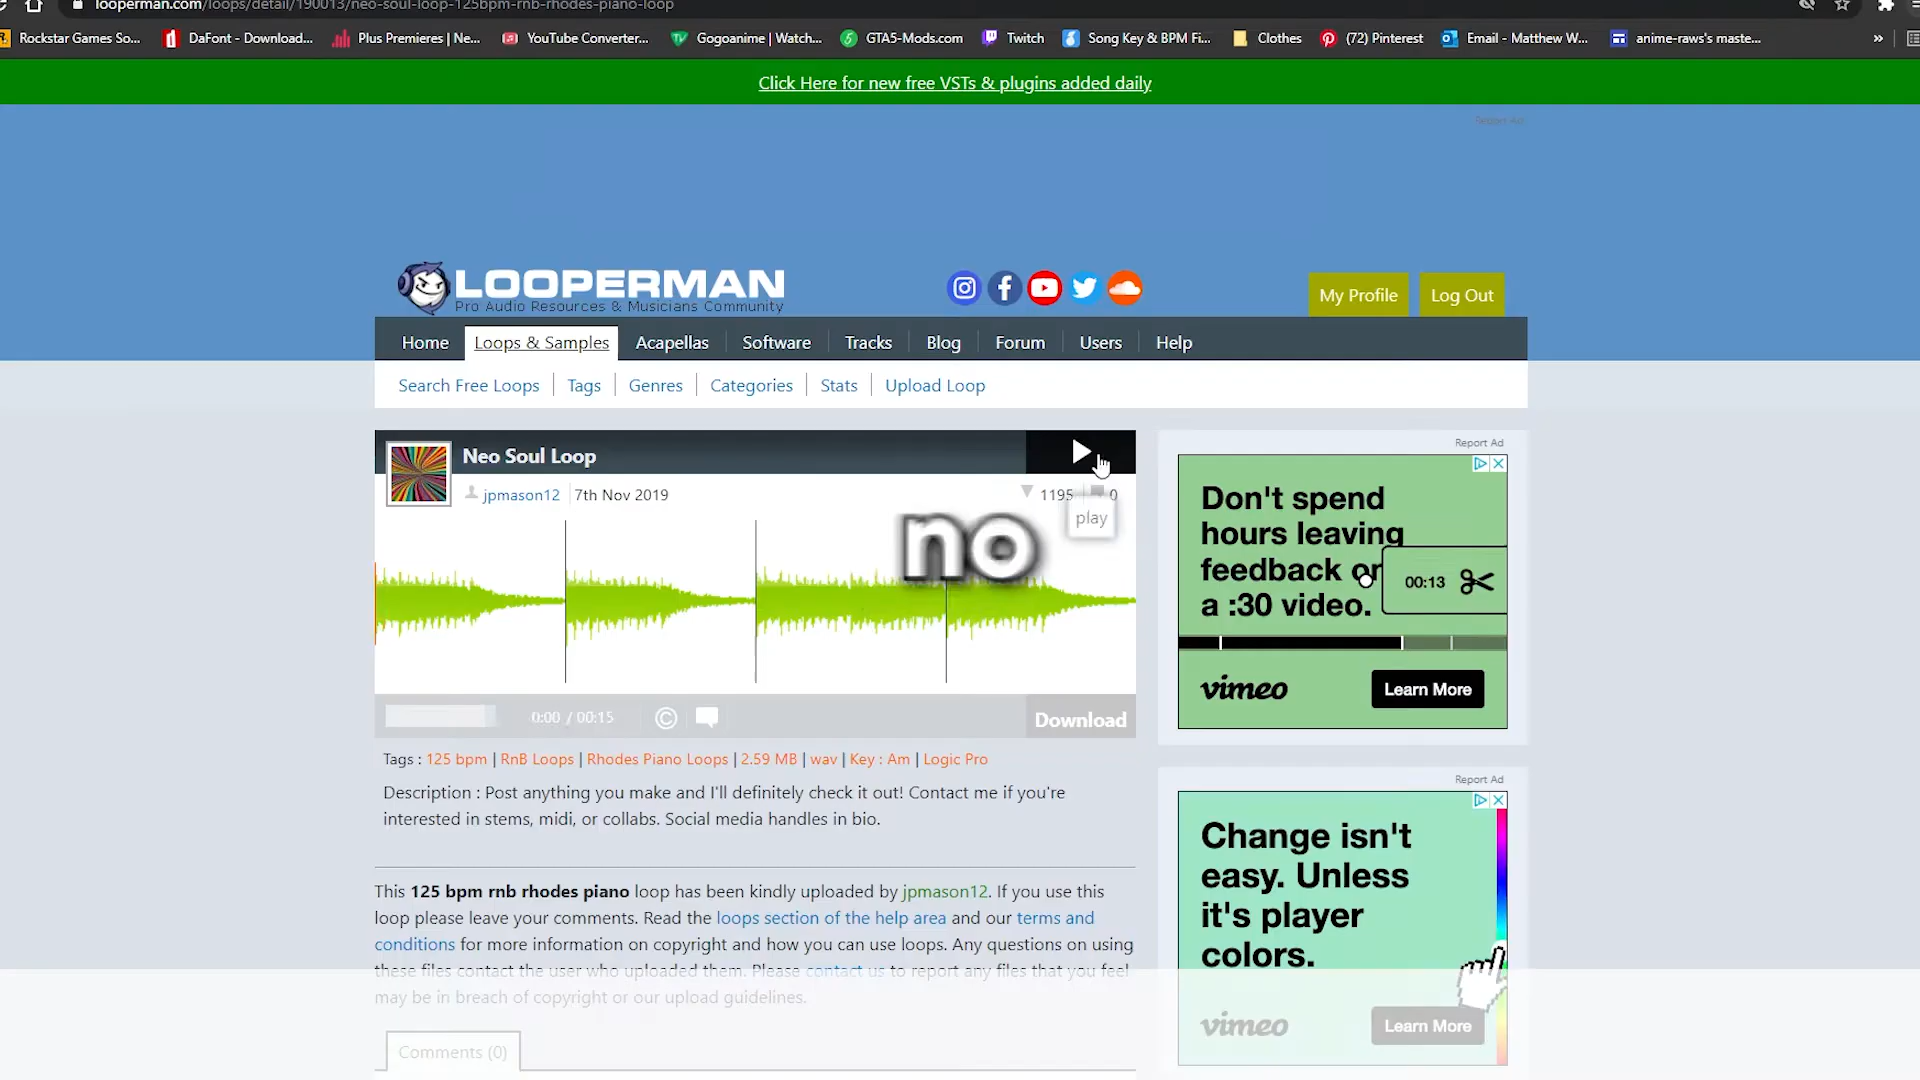 looperman.com/loops/detail/190013/neo-soul-loop-125bpm-rnb-rhodes-piano-loop
Rockstar Games So... DaFont - Download... Plus Premieres | Ne... YouTube Converter... Gogoanime | Watch... GTA5-Mods.com Twitch Song Key & BPM Fi... Clothes (72) Pinterest Email - Matthew W... anime-raws's maste... »
Click Here for new free VSTs & plugins added daily
Report Ad
LOOPERMAN
Pro Audio Resources & Musicians Community
My Profile Log Out
Home Loops & Samples Acapellas Software Tracks Blog Forum Users Help
Search Free Loops Tags Genres Categories Stats Upload Loop
Neo Soul Loop
jpmason12 7th Nov 2019 1195 0
play
no
0:00 / 00:15
Download
Tags : 125 bpm | RnB Loops | Rhodes Piano Loops | 2.59 MB | wav | Key : Am | Logic Pro
Description : Post anything you make and I'll definitely check it out! Contact me if you're
interested in stems, midi, or collabs. Social media handles in bio.
This 125 bpm rnb rhodes piano loop has been kindly uploaded by jpmason12. If you use this
loop please leave your comments. Read the loops section of the help area and our terms and
conditions for more information on copyright and how you can use loops. Any questions on using
these files contact the user who uploaded them. Please contact us to report any files that you feel
may be in breach of copyright or our upload guidelines.
Comments (0)
Report Ad
Don't spend
hours leaving
feedback on
a :30 video.
00:13
vimeo
Learn More
Report Ad
Change isn't
easy. Unless
it's player
colors.
vimeo
Learn More